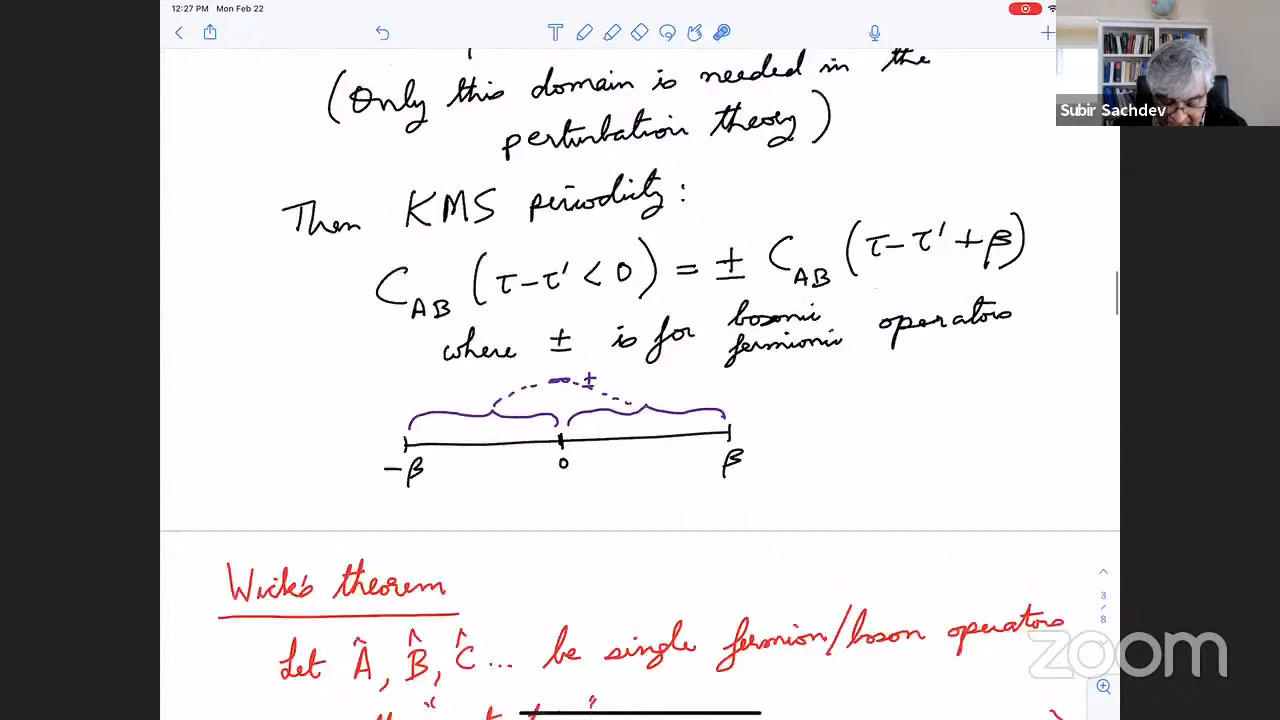 12:27 PM Mon Feb 22
Subir Sachdev
(Only this domain is needed in the
perturbation theory)
Then KMS periodicity:
C_AB (τ-τ' < 0) = ± C_AB (τ-τ' + β)
where ± is for bosonic
fermionic operators
±
-β 0 β
Wick's theorem
Let Â, B̂, Ĉ... be single fermion/boson operators
3
/
8
zoom